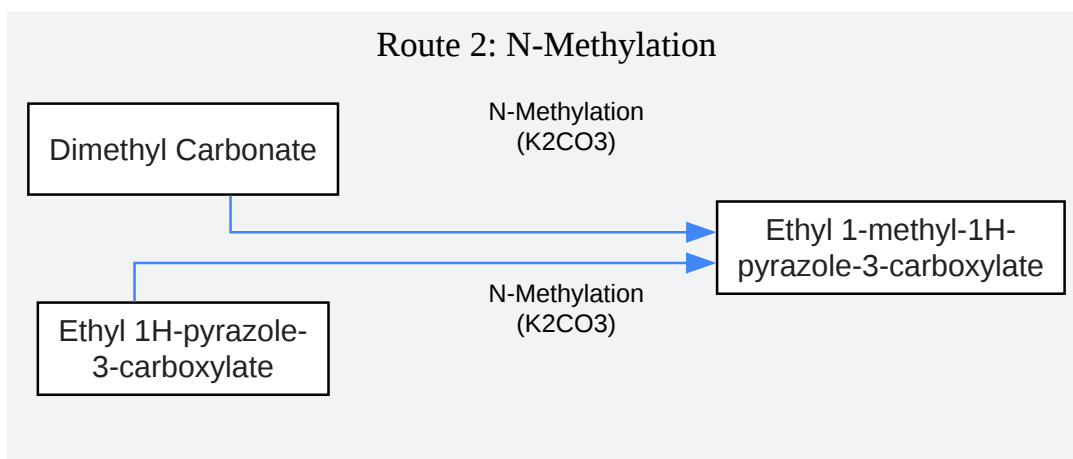 Route 2: N-Methylation
Dimethyl Carbonate
N-Methylation
(K2CO3)
Ethyl 1-methyl-1H-
pyrazole-3-carboxylate
Ethyl 1H-pyrazole-
3-carboxylate
N-Methylation
(K2CO3)